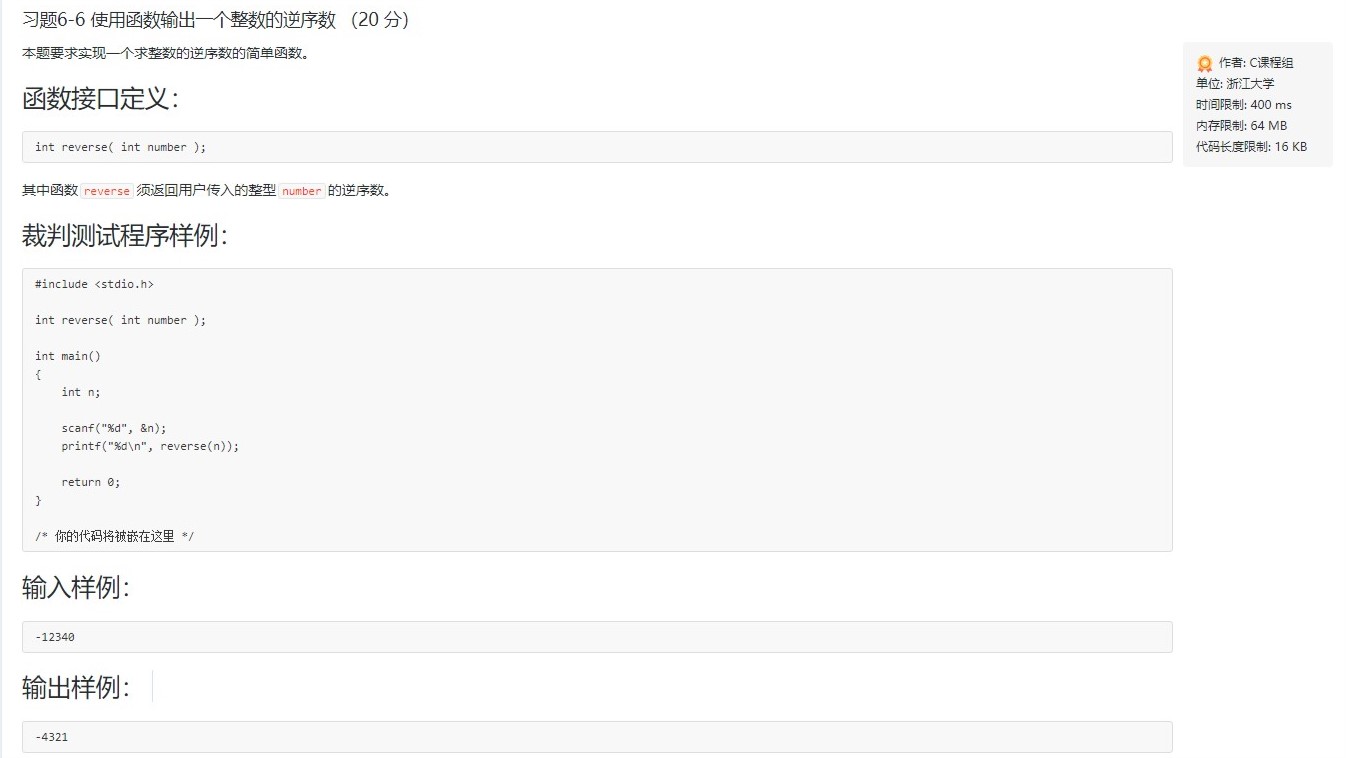 习题6-6 使用函数输出一个整数的逆序数 （20 分）
本题要求实现一个求整数的逆序数的简单函数。
作者: C课程组
单位: 浙江大学
时间限制: 400 ms
内存限制: 64 MB
代码长度限制: 16 KB
函数接口定义：
int reverse( int number );
其中函数reverse须返回用户传入的整型number的逆序数。
裁判测试程序样例：
#include <stdio.h>
int reverse( int number );
int main()
{
    int n;
    scanf("%d", &n);
    printf("%d\n", reverse(n));
    return 0;
}
/* 你的代码将被嵌在这里 */
输入样例：
-12340
输出样例：
-4321